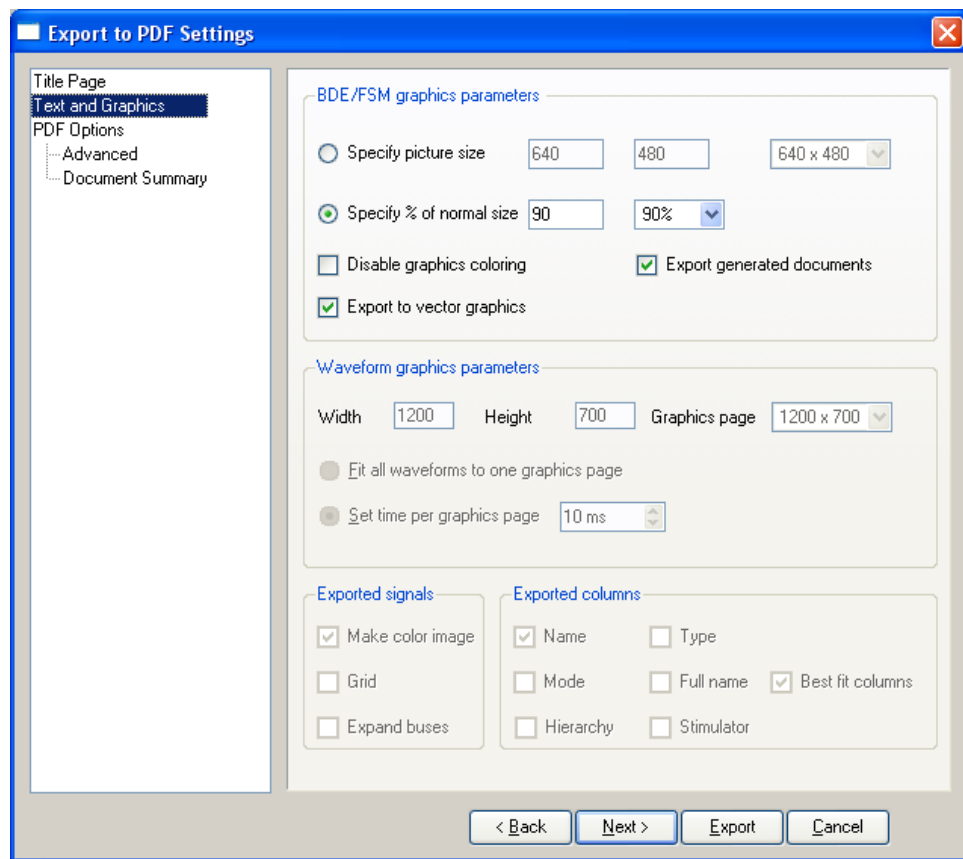 Export to PDF Settings
Title Page
Text and Graphics
PDF Options
Advanced
Document Summary
BDE/FSM graphics parameters
Specify picture size 640 480 640 x 480
Specify % of normal size 90 90%
Disable graphics coloring Export generated documents
Export to vector graphics
Waveform graphics parameters
Width 1200 Height 700 Graphics page 1200 x 700
Fit all waveforms to one graphics page
Set time per graphics page 10 ms
Exported signals
Make color image
Grid
Expand buses
Exported columns
Name Type
Mode Full name Best fit columns
Hierarchy Stimulator
< Back Next > Export Cancel